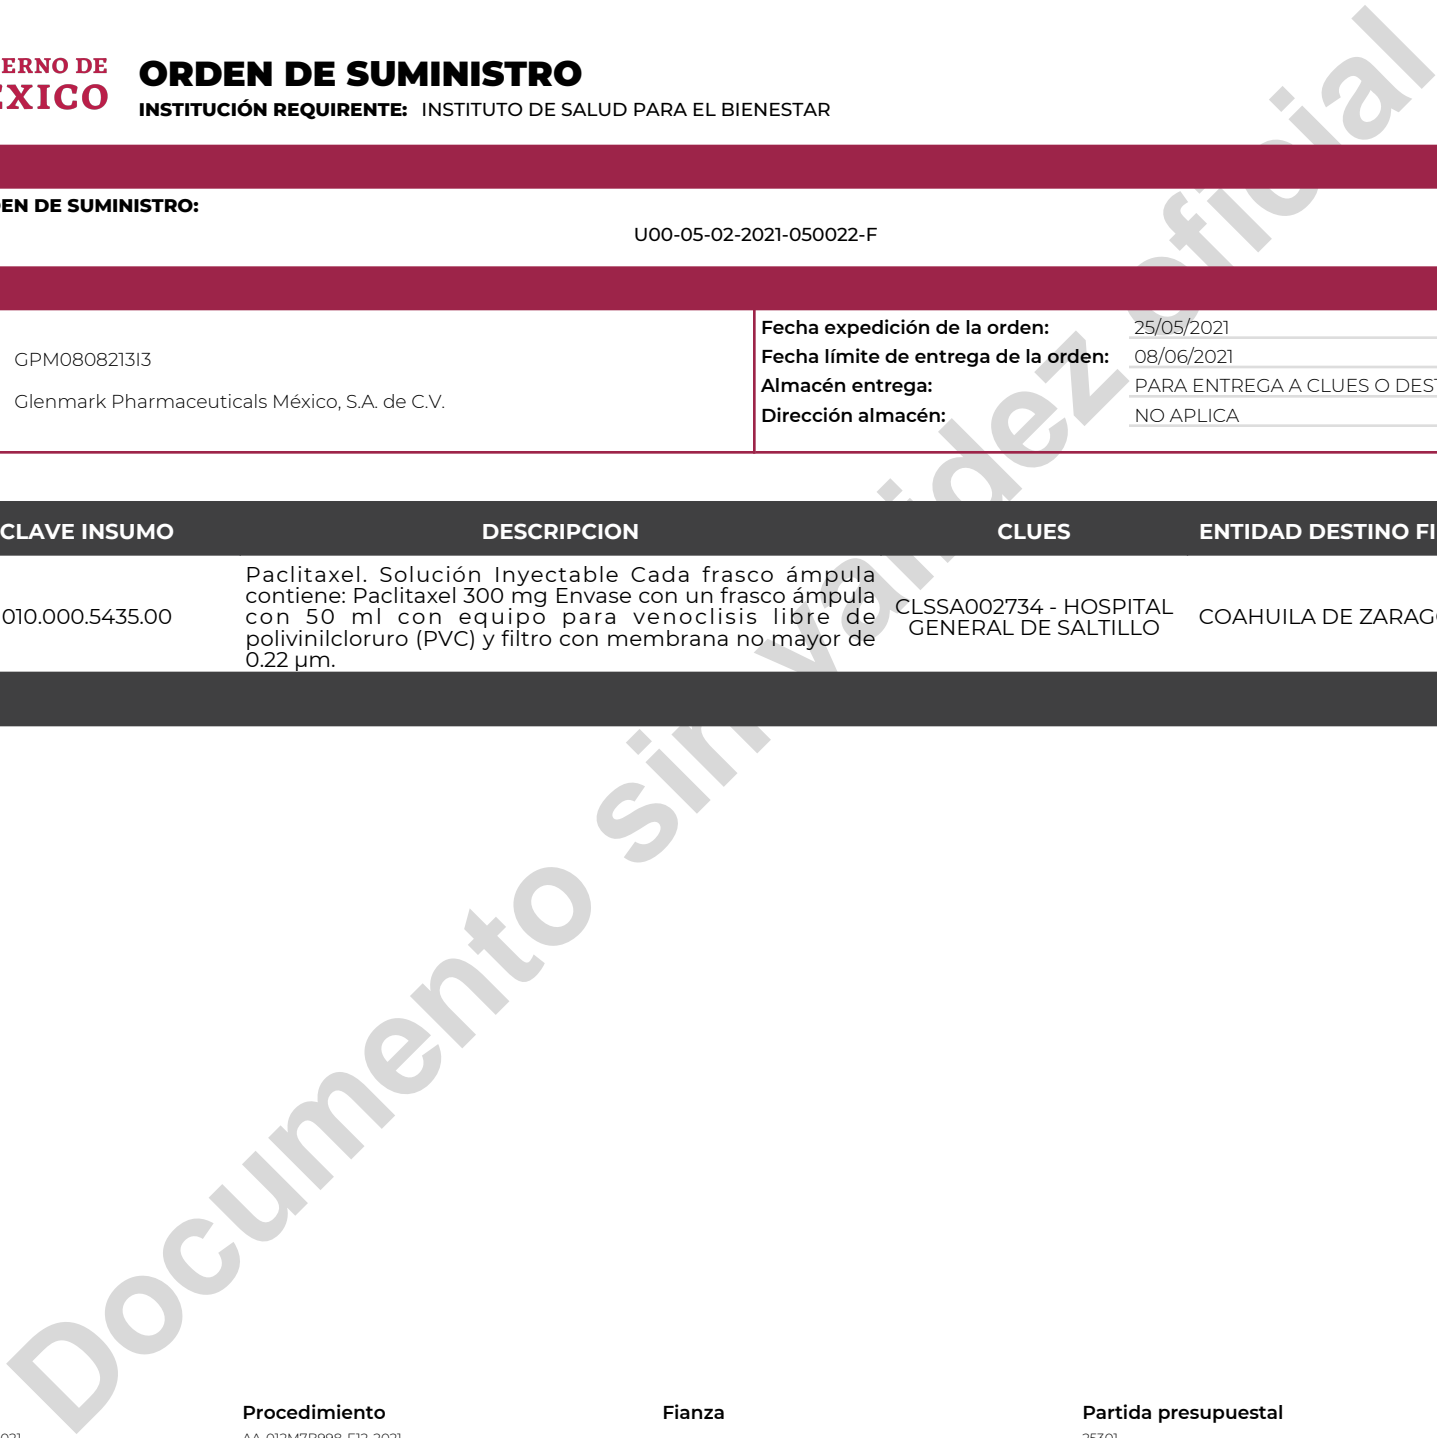 ERNO DE
ÉXICO
ORDEN DE SUMINISTRO
INSTITUCIÓN REQUIRENTE: INSTITUTO DE SALUD PARA EL BIENESTAR
EN DE SUMINISTRO:
U00-05-02-2021-050022-F
GPM0808213I3
Glenmark Pharmaceuticals México, S.A. de C.V.
Fecha expedición de la orden: 25/05/2021
Fecha límite de entrega de la orden: 08/06/2021
Almacén entrega: PARA ENTREGA A CLUES O DEST
Dirección almacén: NO APLICA
CLAVE INSUMO DESCRIPCION CLUES ENTIDAD DESTINO FI
010.000.5435.00
Paclitaxel. Solución Inyectable Cada frasco ámpula
contiene: Paclitaxel 300 mg Envase con un frasco ámpula
con 50 ml con equipo para venoclisis libre de
polivinilcloruro (PVC) y filtro con membrana no mayor de
0.22 µm.
CLSSA002734 - HOSPITAL
GENERAL DE SALTILLO
COAHUILA DE ZARAGO
Documento sin validez oficial
Procedimiento Fianza Partida presupuestal